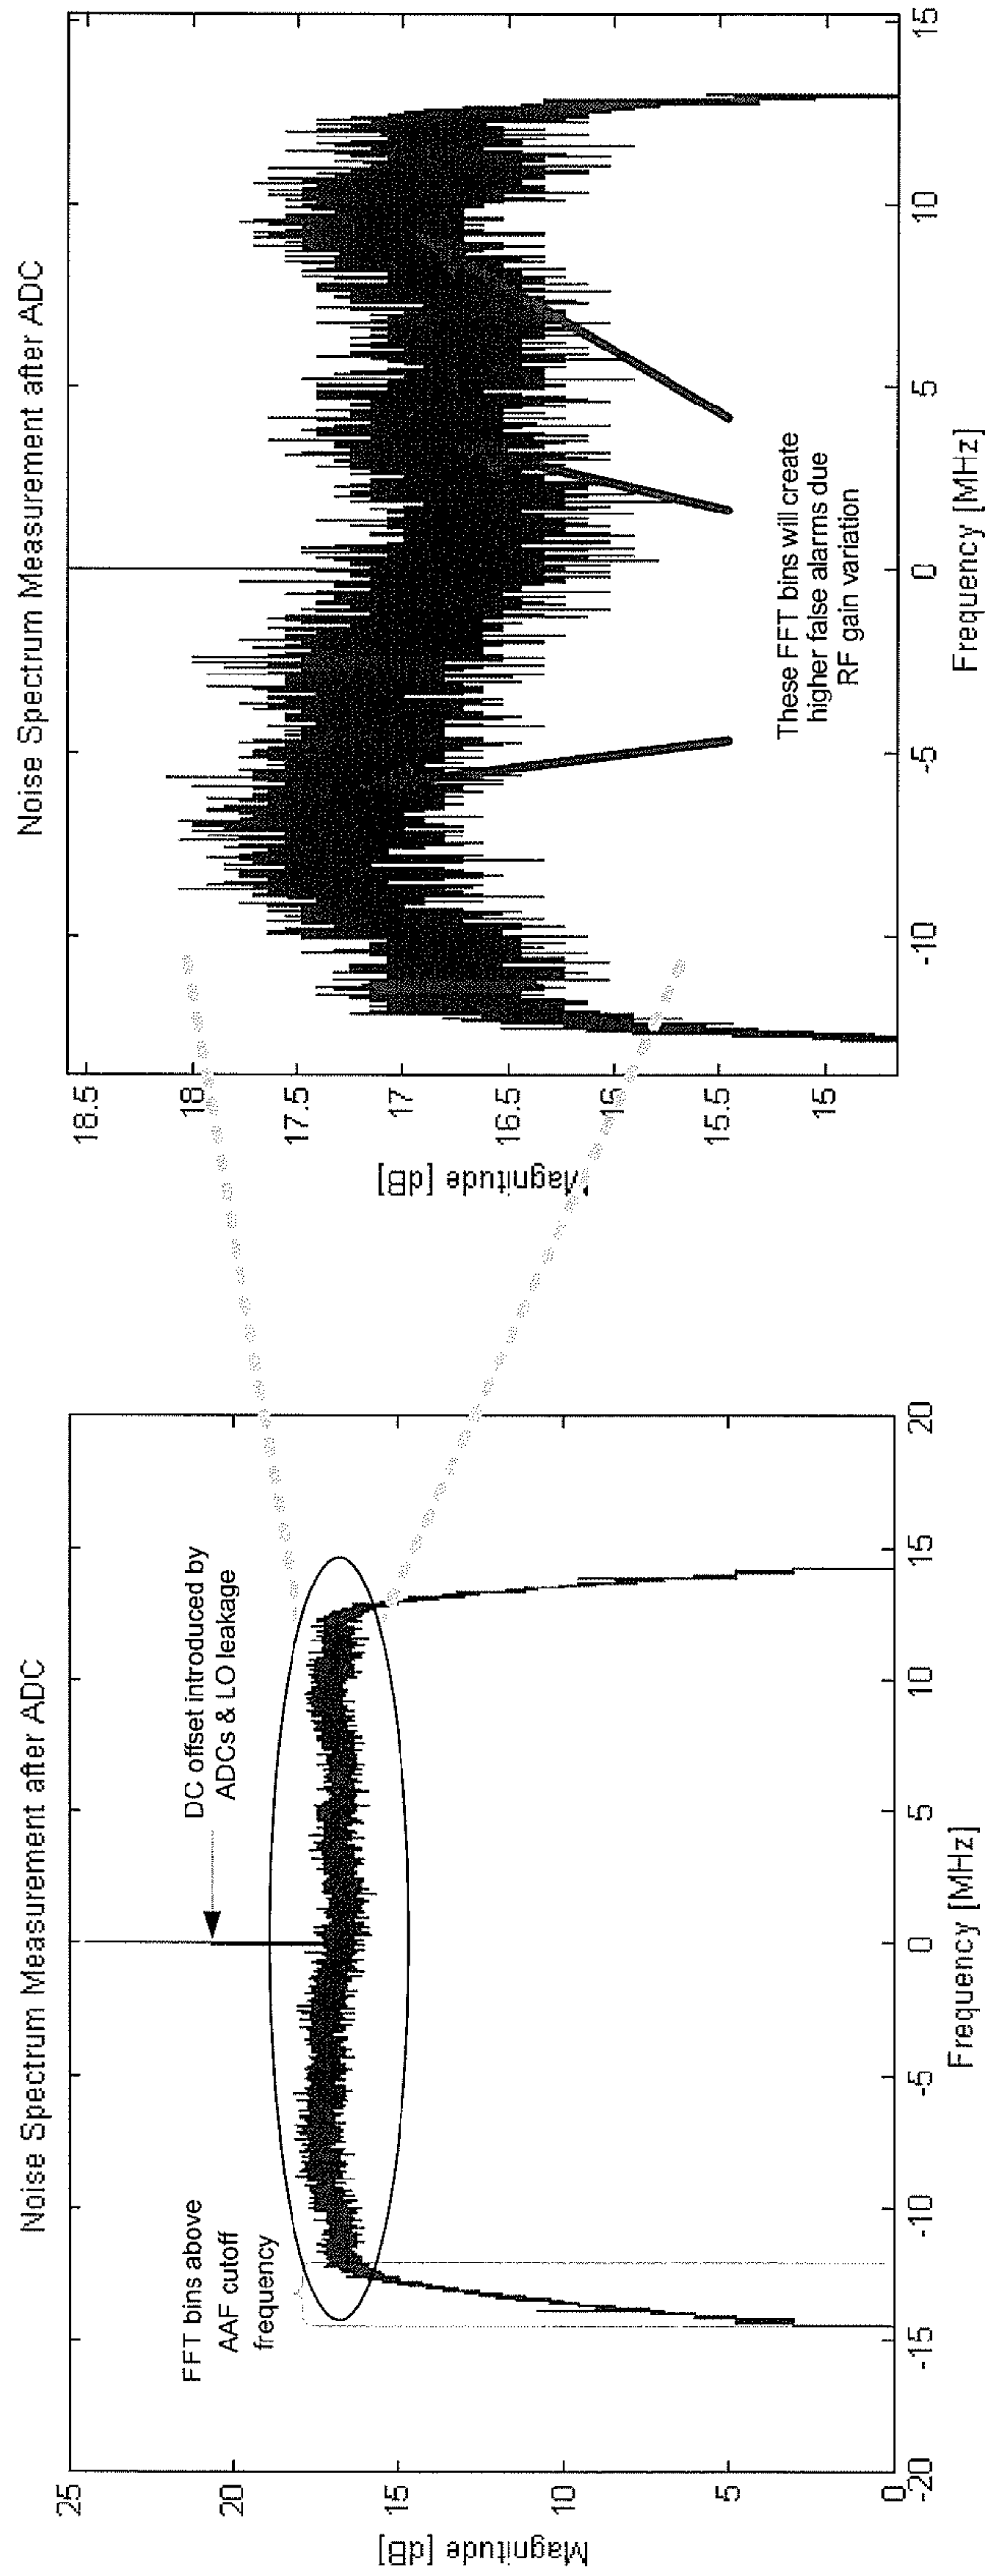 Noise Spectrum Measurement after ADC
25
20
15
10
5
0
Magnitude [dB]
-20
-15
-10
-5
0
5
10
15
20
Frequency [MHz]
FFT bins above
AAF cutoff
frequency
DC offset introduced by
ADCs & LO leakage
Noise Spectrum Measurement after ADC
18.5
18
17.5
17
16.5
15.5
15
Magnitude [dB]
-10
-5
0
5
10
15
Frequency [MHz]
These FFT bins will create
higher false alarms due
RF gain variation